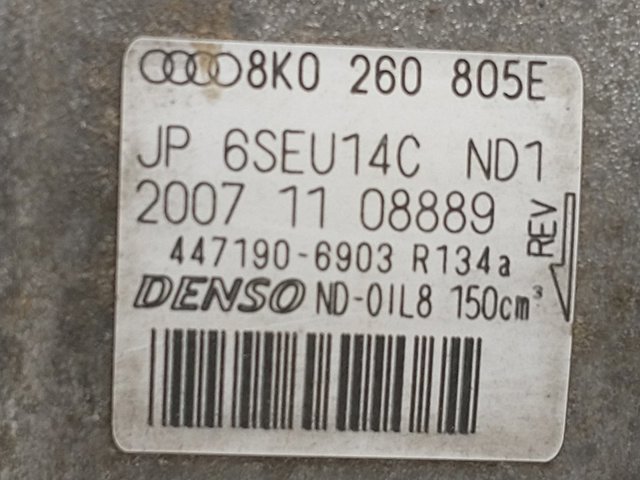 8K0 260 805E
JP 6SEU14C ND1
2007 11 08889
447190-6903 R134a
DENSO ND-OIL8 150cm³
REV